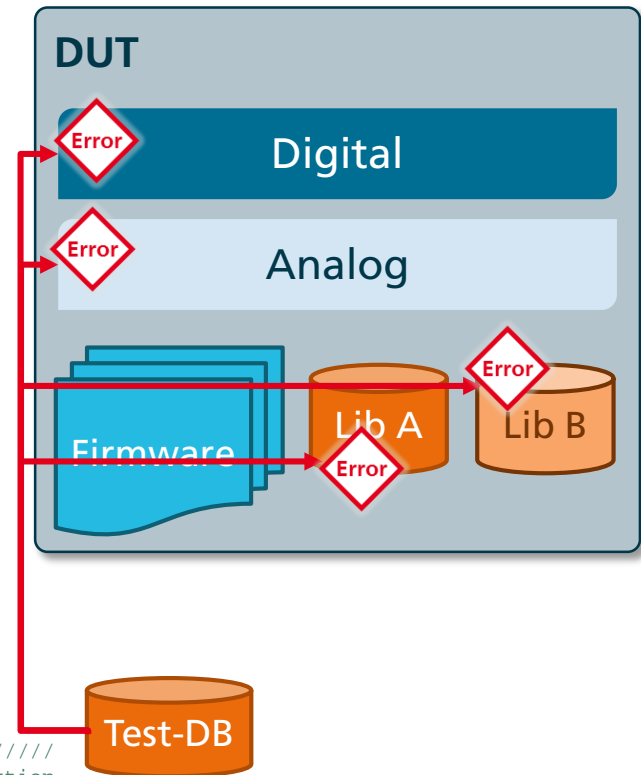 DUT
Error
Digital
Error
Analog
Error
Firmware
Lib A
Lib B
Error
Test-DB
/////